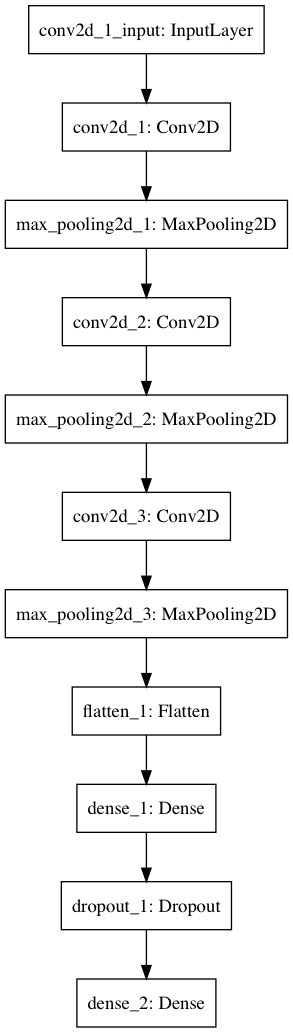 conv2d_1_input: InputLayer
conv2d_1: Conv2D
max_pooling2d_1: MaxPooling2D
conv2d_2: Conv2D
max_pooling2d_2: MaxPooling2D
conv2d_3: Conv2D
max_pooling2d_3: MaxPooling2D
flatten_1: Flatten
dense_1: Dense
dropout_1: Dropout
dense_2: Dense